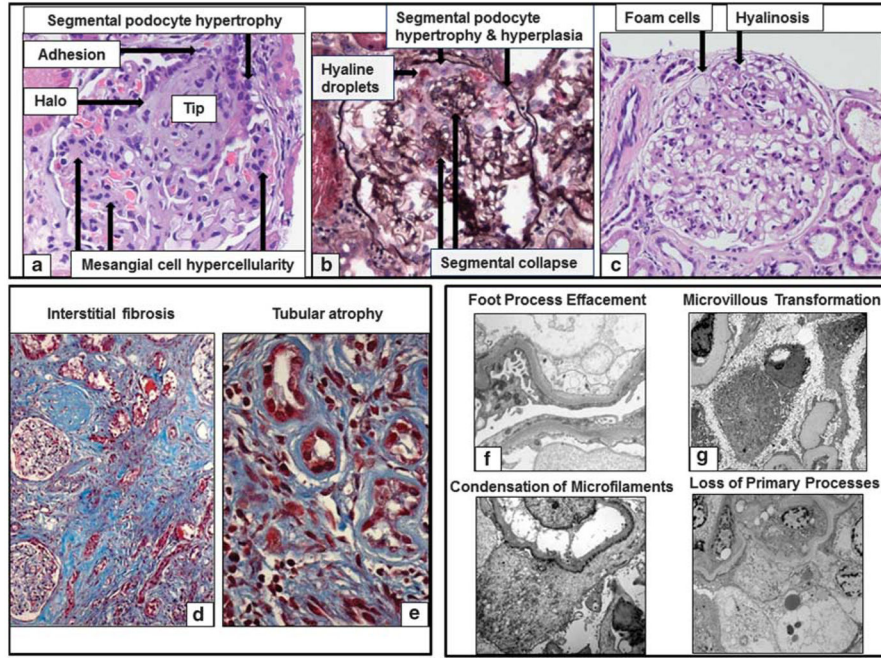 Segmental podocyte hypertrophy
Adhesion
Halo
Tip
a
Mesangial cell hypercellularity
Segmental podocyte
hypertrophy & hyperplasia
Hyaline
droplets
b
Segmental collapse
Foam cells
Hyalinosis
c
Interstitial fibrosis
Tubular atrophy
d
e
Foot Process Effacement
Microvillous Transformation
f
g
Condensation of Microfilaments
Loss of Primary Processes